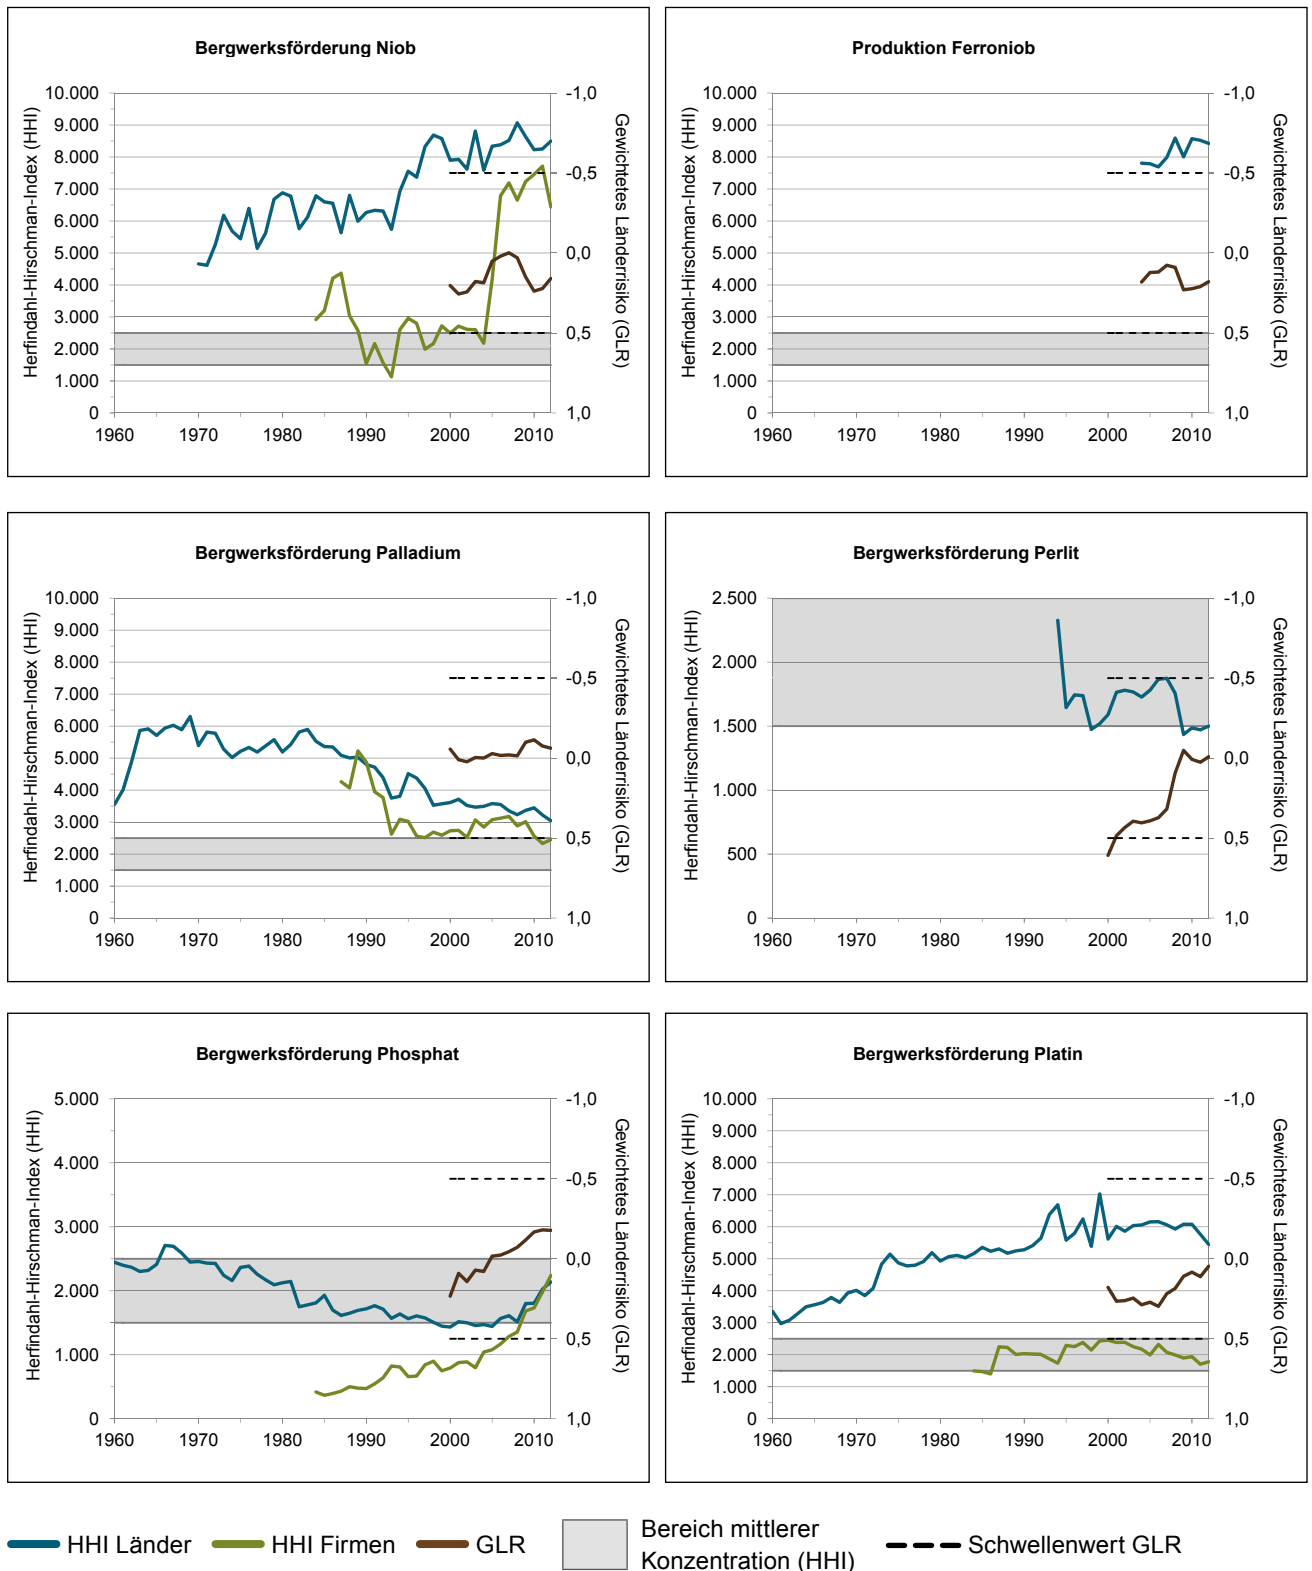 Bergwerksförderung Niob
Herfindahl-Hirschman-Index (HHI)
10.000
9.000
8.000
7.000
6.000
5.000
4.000
3.000
2.000
1.000
0
-1,0
-0,5
0,0
0,5
1,0
Gewichtetes Länderrisiko (GLR)
1960 1970 1980 1990 2000 2010
Produktion Ferroniob
Herfindahl-Hirschman-Index (HHI)
10.000
9.000
8.000
7.000
6.000
5.000
4.000
3.000
2.000
1.000
0
-1,0
-0,5
0,0
0,5
1,0
Gewichtetes Länderrisiko (GLR)
1960 1970 1980 1990 2000 2010
Bergwerksförderung Palladium
Herfindahl-Hirschman-Index (HHI)
10.000
9.000
8.000
7.000
6.000
5.000
4.000
3.000
2.000
1.000
0
-1,0
-0,5
0,0
0,5
1,0
Gewichtetes Länderrisiko (GLR)
1960 1970 1980 1990 2000 2010
Bergwerksförderung Perlit
Herfindahl-Hirschman-Index (HHI)
2.500
2.000
1.500
1.000
500
0
-1,0
-0,5
0,0
0,5
1,0
Gewichtetes Länderrisiko (GLR)
1960 1970 1980 1990 2000 2010
Bergwerksförderung Phosphat
Herfindahl-Hirschman-Index (HHI)
5.000
4.000
3.000
2.000
1.000
0
-1,0
-0,5
0,0
0,5
1,0
Gewichtetes Länderrisiko (GLR)
1960 1970 1980 1990 2000 2010
Bergwerksförderung Platin
Herfindahl-Hirschman-Index (HHI)
10.000
9.000
8.000
7.000
6.000
5.000
4.000
3.000
2.000
1.000
0
-1,0
-0,5
0,0
0,5
1,0
Gewichtetes Länderrisiko (GLR)
1960 1970 1980 1990 2000 2010
HHI Länder
HHI Firmen
GLR
Bereich mittlerer
Konzentration (HHI)
Schwellenwert GLR